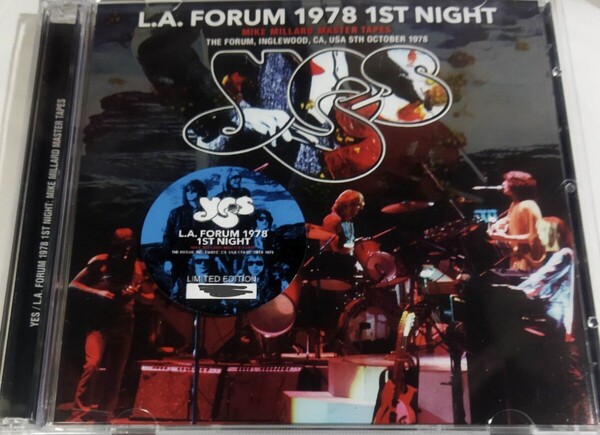 L.A. FORUM 1978 1ST NIGHT
MIKE MILLARD MASTER TAPES
THE FORUM, INGLEWOOD, CA, USA 5TH OCTOBER 1978
Yes
yes
L.A. FORUM 1978
1ST NIGHT
LIMITED EDITION
YES / L.A. FORUM 1978 1ST NIGHT: MIKE MILLARD MASTER TAPES